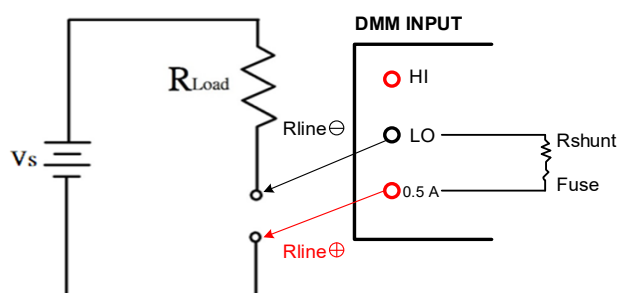 DMM INPUT
HI
RLoad
Rline⊖
LO
Rshunt
Vs
0.5 A
Fuse
Rline⊕